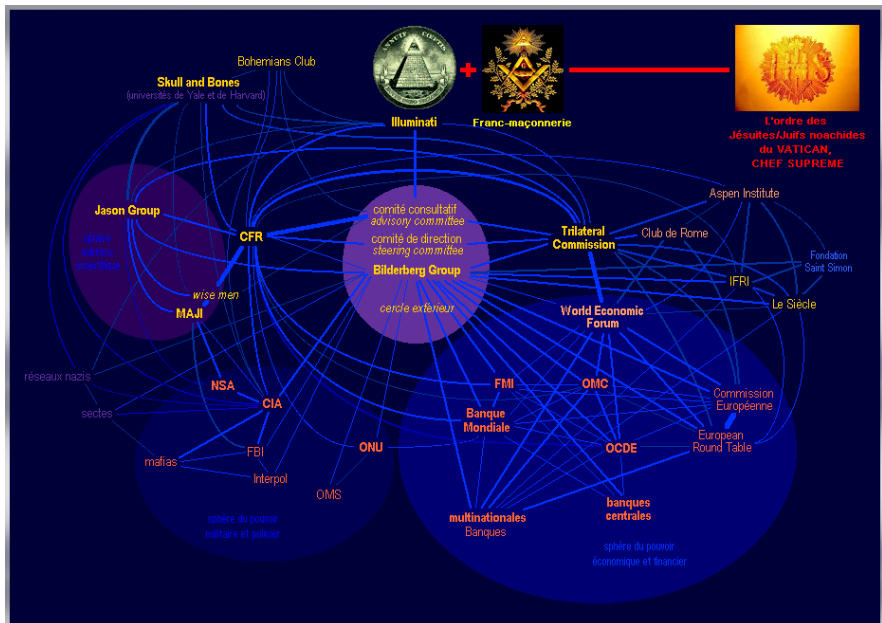 ANNUIT CŒPTIS
Bohemians Club
Skull and Bones
(universités de Yale et de Harvard)
Illuminati
Franc-maçonnerie
G
IHS
L'ordre des
Jésuites/Juifs noachides
du VATICAN,
CHEF SUPREME
Aspen Institute
Jason Group
CFR
comité consultatif
advisory committee
comité de direction
steering committee
Bilderberg Group
cercle extérieur
Trilateral
Commission
Club de Rome
Fondation
Saint Simon
IFRI
Le Siècle
wise men
MAJI
World Economic
Forum
réseaux nazis
NSA
CIA
sectes
FMI
OMC
Commission
Européenne
Banque
Mondiale
European
Round Table
mafias
FBI
Interpol
ONU
OMS
OCDE
multinationales
Banques
banques
centrales
sphère du pouvoir
militaire et policier
sphère du pouvoir
économique et financier